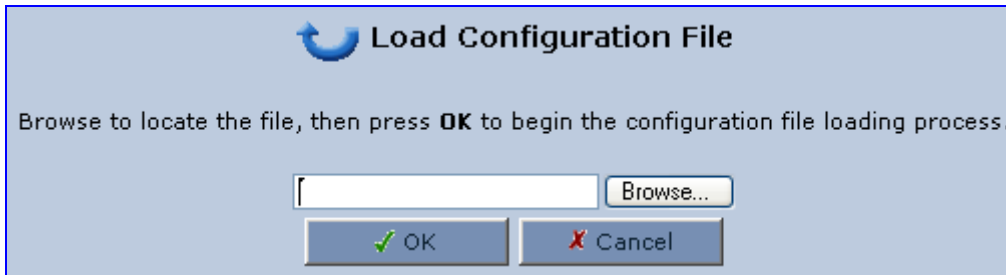 Load Configuration File
Browse to locate the file, then press OK to begin the configuration file loading process.
Browse...
OK
Cancel